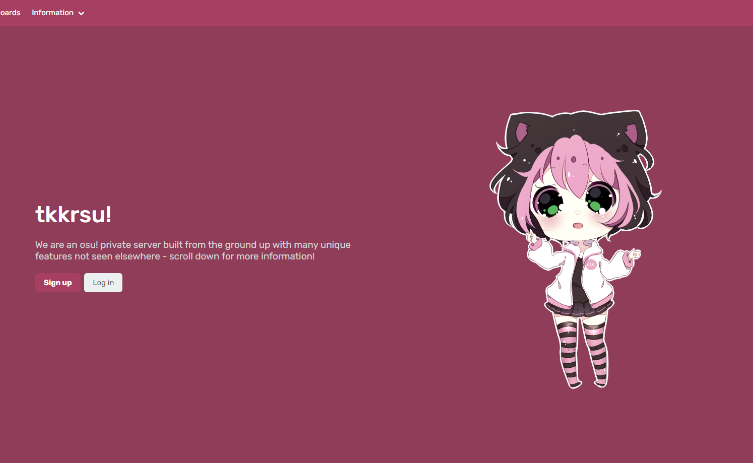 oards Information
tkkrsu!
We are an osu! private server built from the ground up with many unique
features not seen elsewhere - scroll down for more information!
Sign up Log in